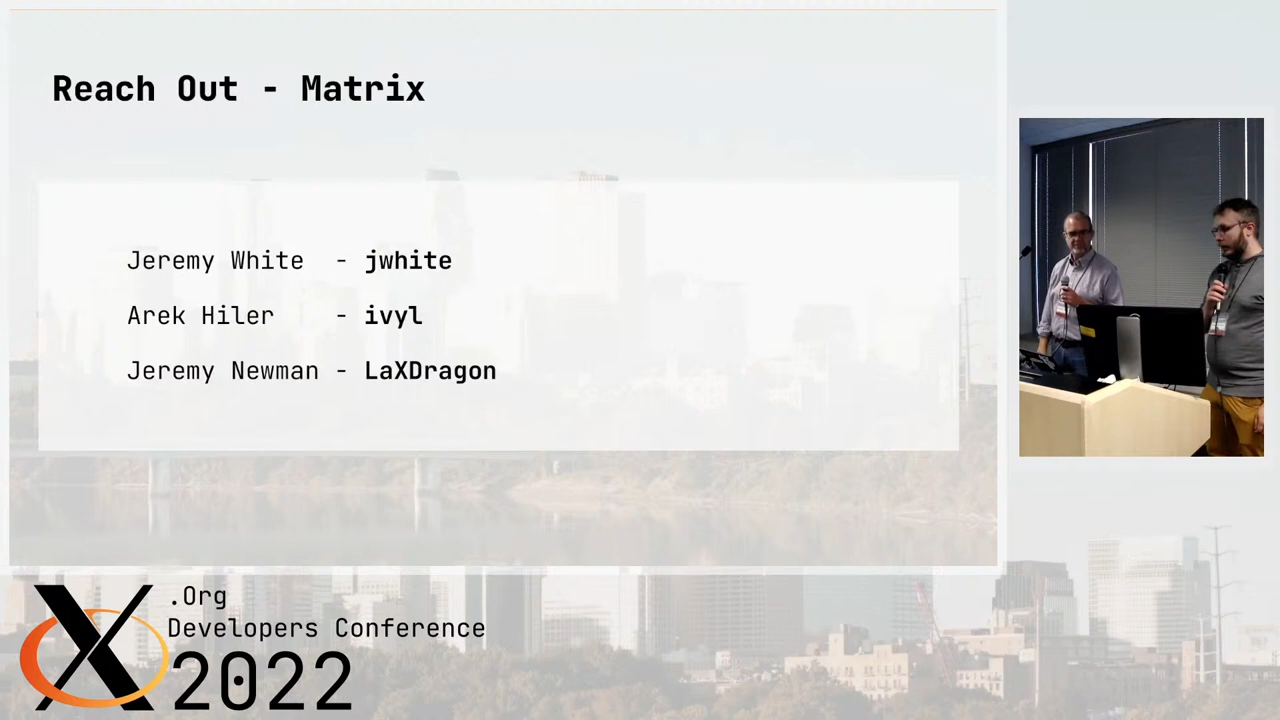 Reach Out - Matrix
Jeremy White - jwhite
Arek Hiler - ivyl
Jeremy Newman - LaXDragon
.Org
Developers Conference
2022